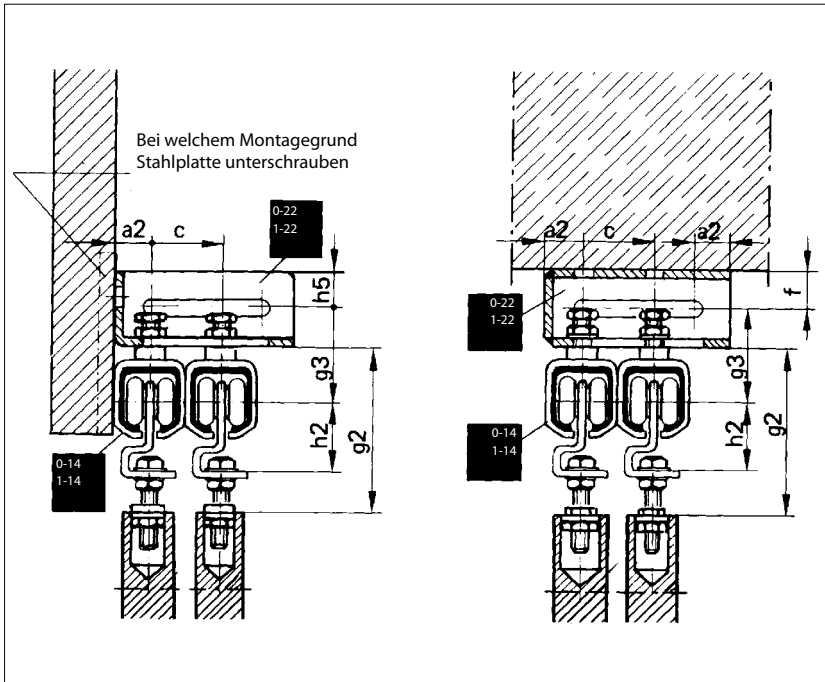 Bei welchem Montagegrund
Stahlplatte unterschrauben
a2
c
0-22
1-22
h5
g3
h2
g2
0-14
1-14
a2
c
a2
f
0-22
1-22
g3
h2
g2
0-14
1-14